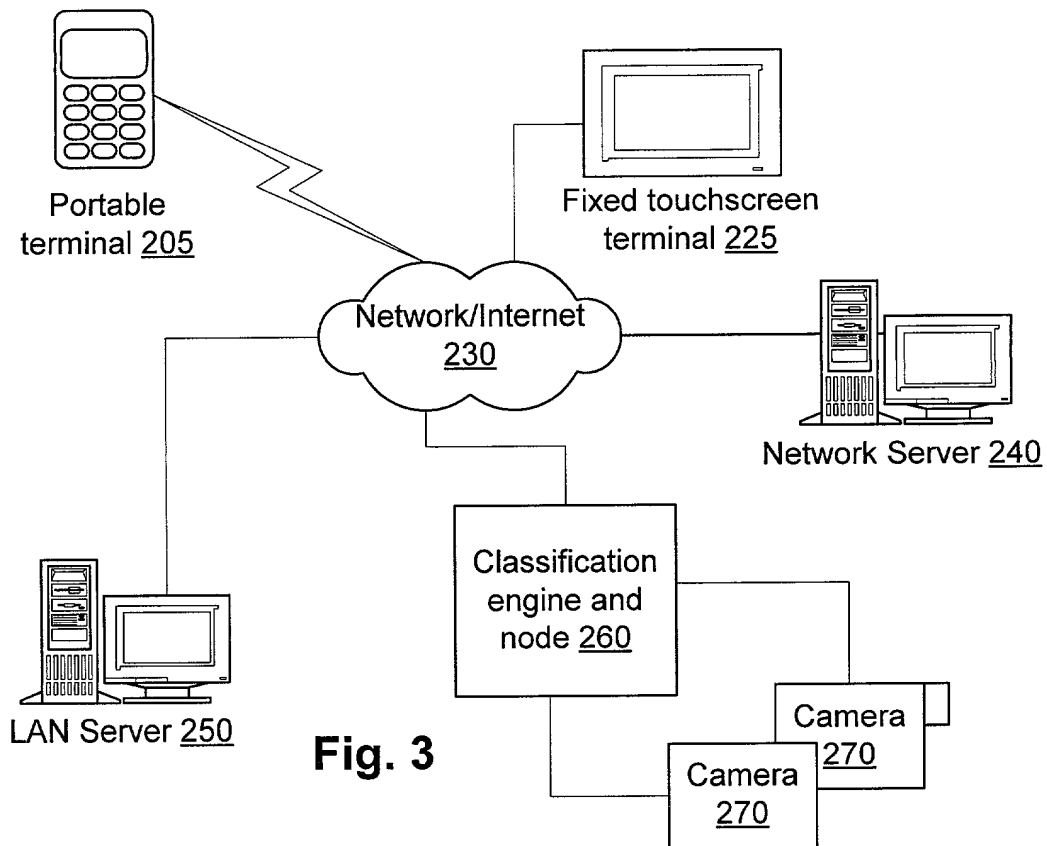 Portable
terminal 205
Fixed touchscreen
terminal 225
Network/Internet
230
Network Server 240
Classification
engine and
node 260
LAN Server 250
Fig. 3
Camera
270
Camera
270